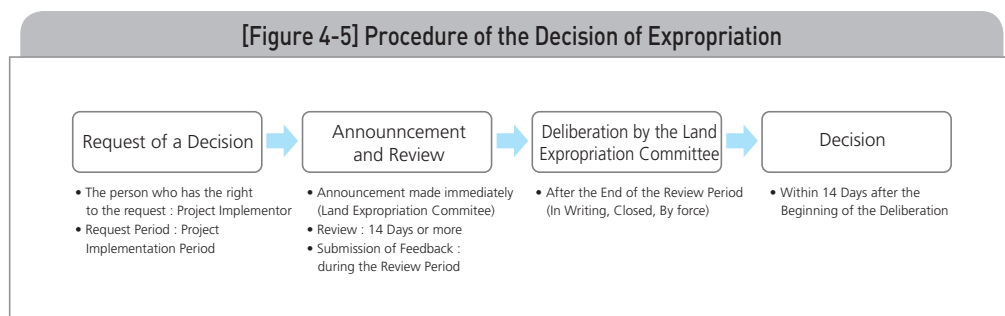 [Figure 4-5] Procedure of the Decision of Expropriation
Request of a Decision
• The person who has the right
to the request : Project Implementor
• Request Period : Project
Implementation Period
Announncement
and Review
• Announcement made immediately
(Land Expropriation Commitee)
• Review : 14 Days or more
• Submission of Feedback :
during the Review Period
Deliberation by the Land
Expropriation Committee
• After the End of the Review Period
(In Writing, Closed, By force)
Decision
• Within 14 Days after the
Beginning of the Deliberation